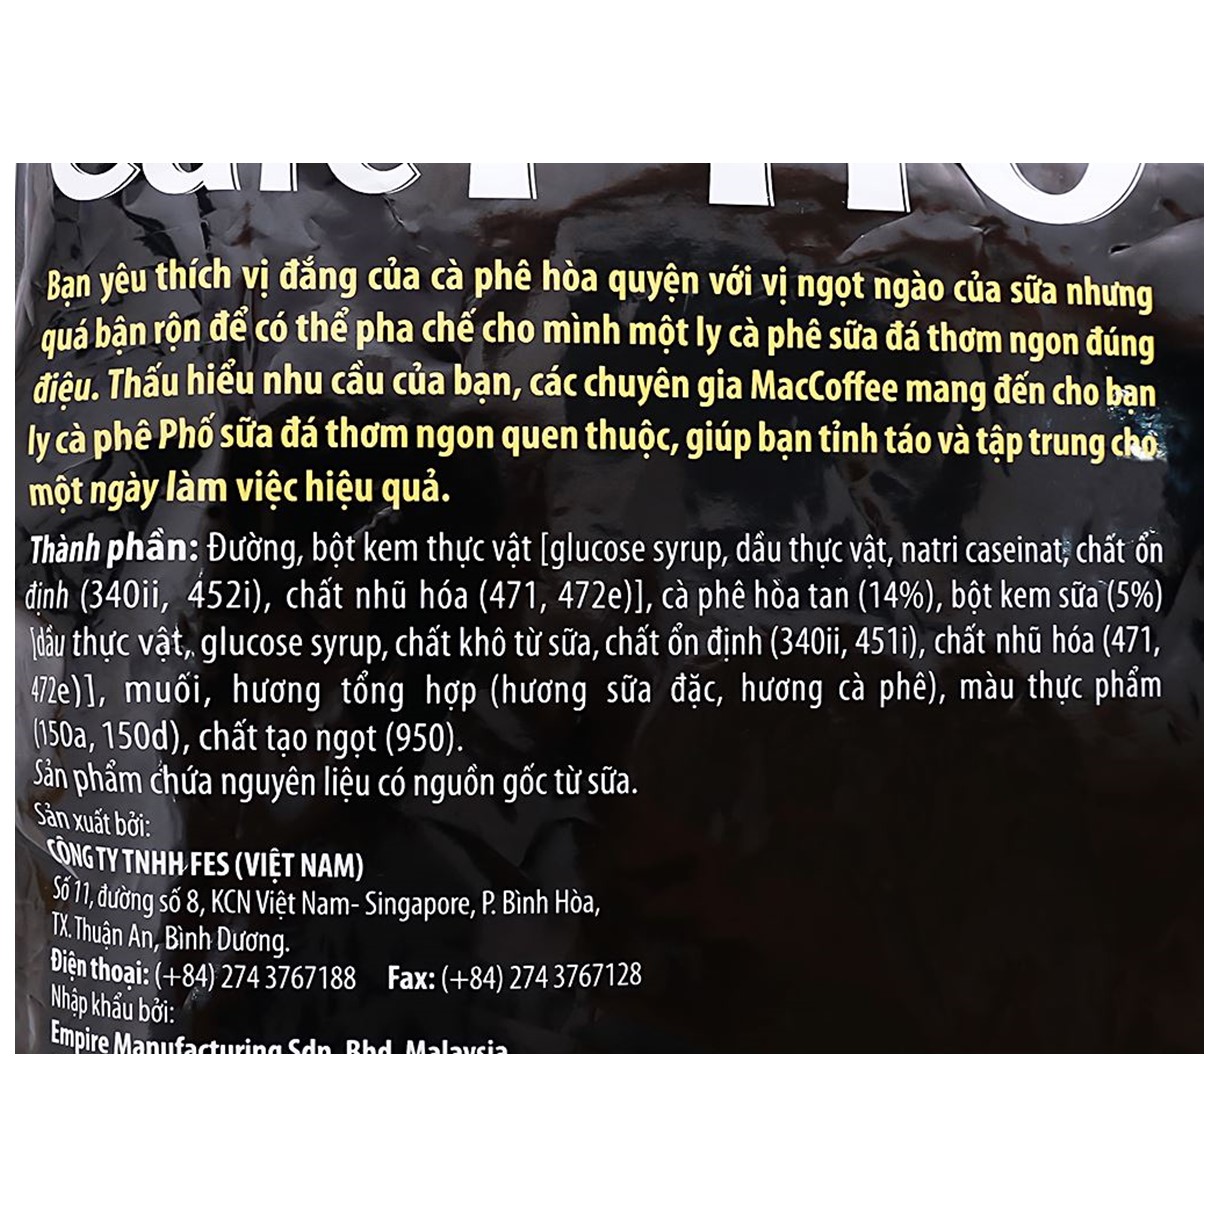 café PHỐ
Bạn yêu thích vị đắng của cà phê hòa quyện với vị ngọt ngào của sữa nhưng
quá bận rộn để có thể pha chế cho mình một ly cà phê sữa đá thơm ngon đúng
điệu. Thấu hiểu nhu cầu của bạn, các chuyên gia MacCoffee mang đến cho bạn
ly cà phê Phố sữa đá thơm ngon quen thuộc, giúp bạn tỉnh táo và tập trung cho
một ngày làm việc hiệu quả.
Thành phần: Đường, bột kem thực vật [glucose syrup, dầu thực vật, natri caseinat, chất ổn
định (340ii, 452i), chất nhũ hóa (471, 472e)], cà phê hòa tan (14%), bột kem sữa (5%)
[dầu thực vật, glucose syrup, chất khô từ sữa, chất ổn định (340ii, 451i), chất nhũ hóa (471,
472e)], muối, hương tổng hợp (hương sữa đặc, hương cà phê), màu thực phẩm
(150a, 150d), chất tạo ngọt (950).
Sản phẩm chứa nguyên liệu có nguồn gốc từ sữa.
Sản xuất bởi:
CÔNG TY TNHH FES (VIỆT NAM)
Số 11, đường số 8, KCN Việt Nam- Singapore, P. Bình Hòa,
TX. Thuận An, Bình Dương.
Điện thoại: (+84) 274 3767188 Fax: (+84) 274 3767128
Nhập khẩu bởi:
Empire Manufacturing Sdn. Bhd. Malaysia